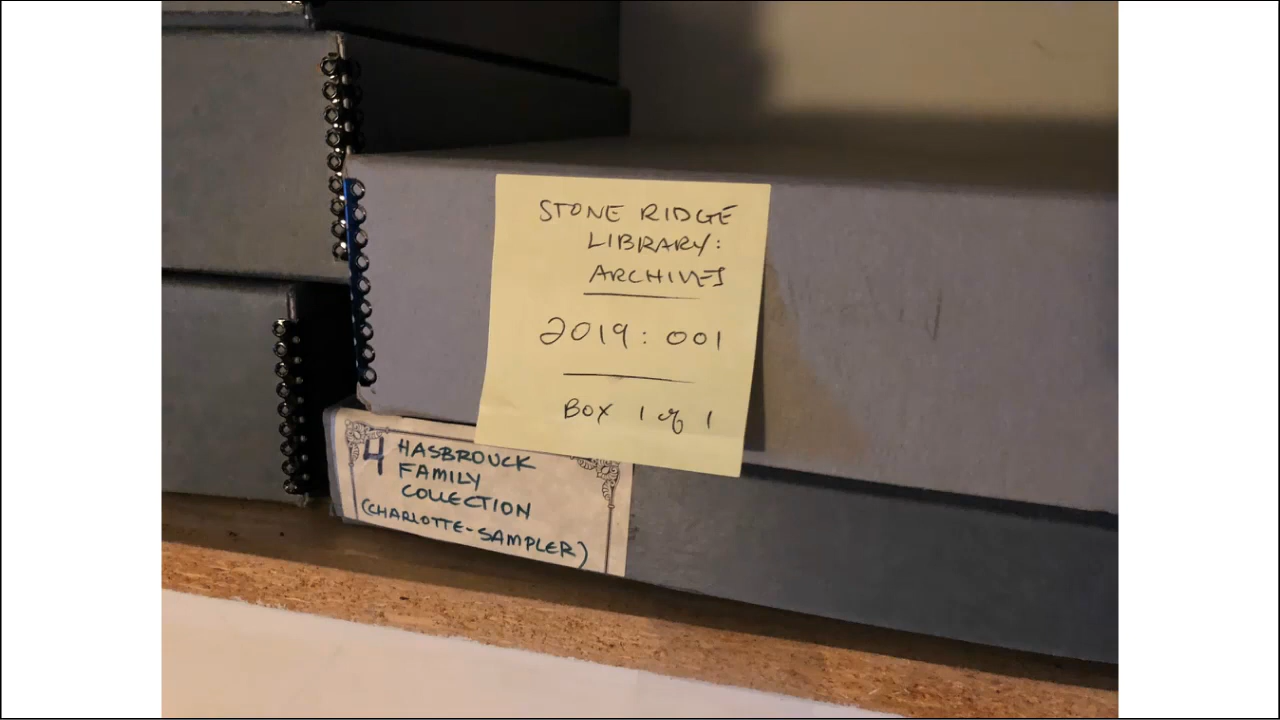 STONE RIDGE
LIBRARY:
ARCHIVES
2019:001
BOX 1 of 1
4 HASBROUCK
FAMILY
COLLECTION
(CHARLOTTE-SAMPLER)